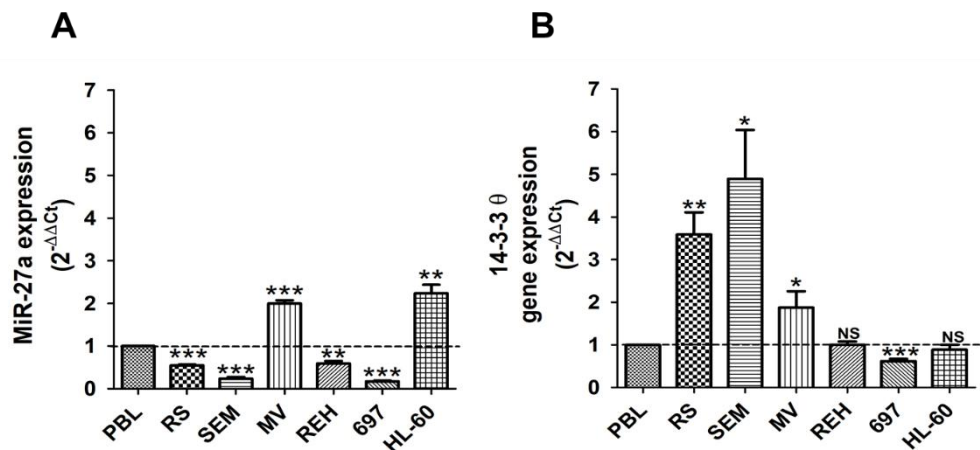 A
MiR-27a expression
(2^-ΔΔCt)
7
6
5
4
3
2
1
0
***
***
***
**
***
**
PBL
RS
SEM
MV
REH
697
HL-60
B
14-3-3 θ
gene expression
(2^-ΔΔCt)
7
6
5
4
3
2
1
0
**
*
*
NS
***
NS
PBL
RS
SEM
MV
REH
697
HL-60